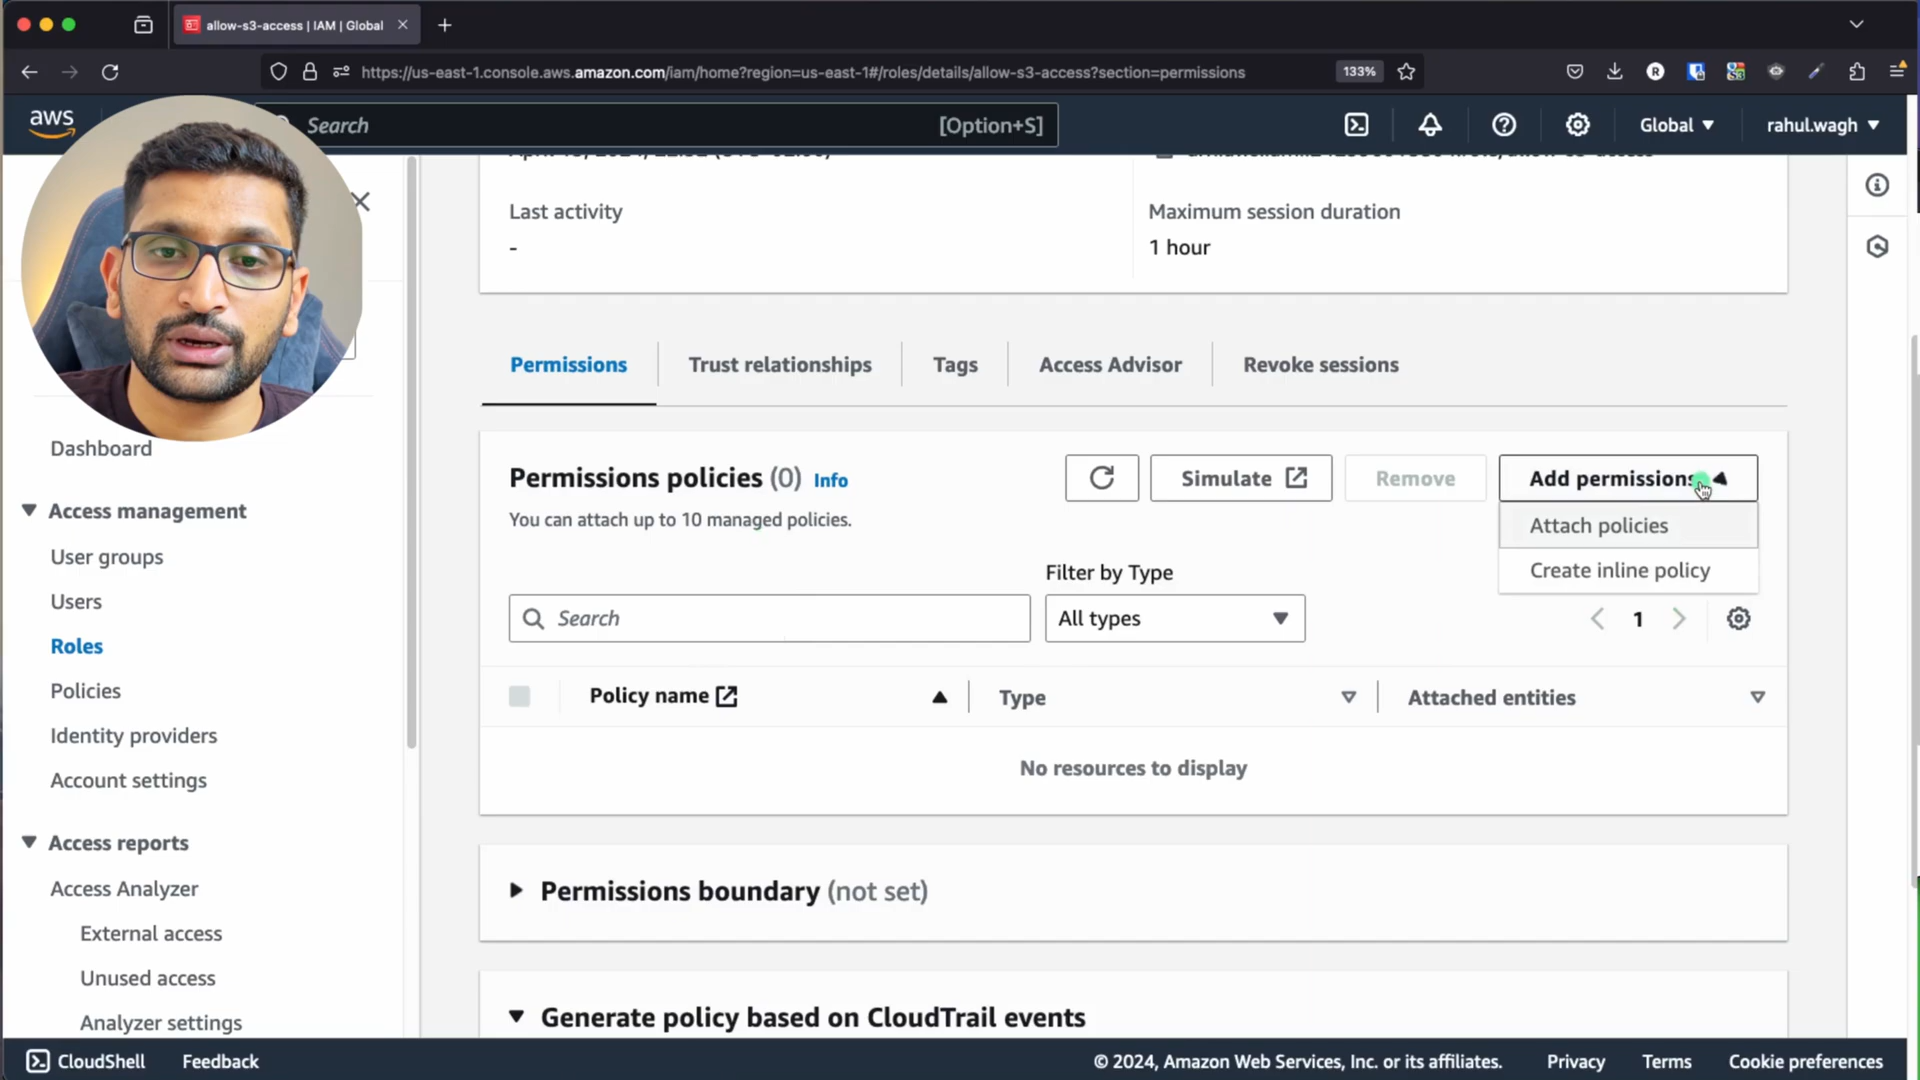 allow-s3-access | IAM | Global
https://us-east-1.console.aws.amazon.com/iam/home?region=us-east-1#/roles/details/allow-s3-access?section=permissions
133%
aws
Search
[Option+S]
Global
rahul.wagh
Last activity
-
Maximum session duration
1 hour
Permissions
Trust relationships
Tags
Access Advisor
Revoke sessions
Dashboard
Access management
User groups
Users
Roles
Policies
Identity providers
Account settings
Access reports
Access Analyzer
External access
Unused access
Analyzer settings
Permissions policies (0) Info
Simulate
Remove
Add permissions
You can attach up to 10 managed policies.
Attach policies
Create inline policy
Filter by Type
Search
All types
1
Policy name
Type
Attached entities
No resources to display
Permissions boundary (not set)
Generate policy based on CloudTrail events
CloudShell
Feedback
© 2024, Amazon Web Services, Inc. or its affiliates.
Privacy
Terms
Cookie preferences